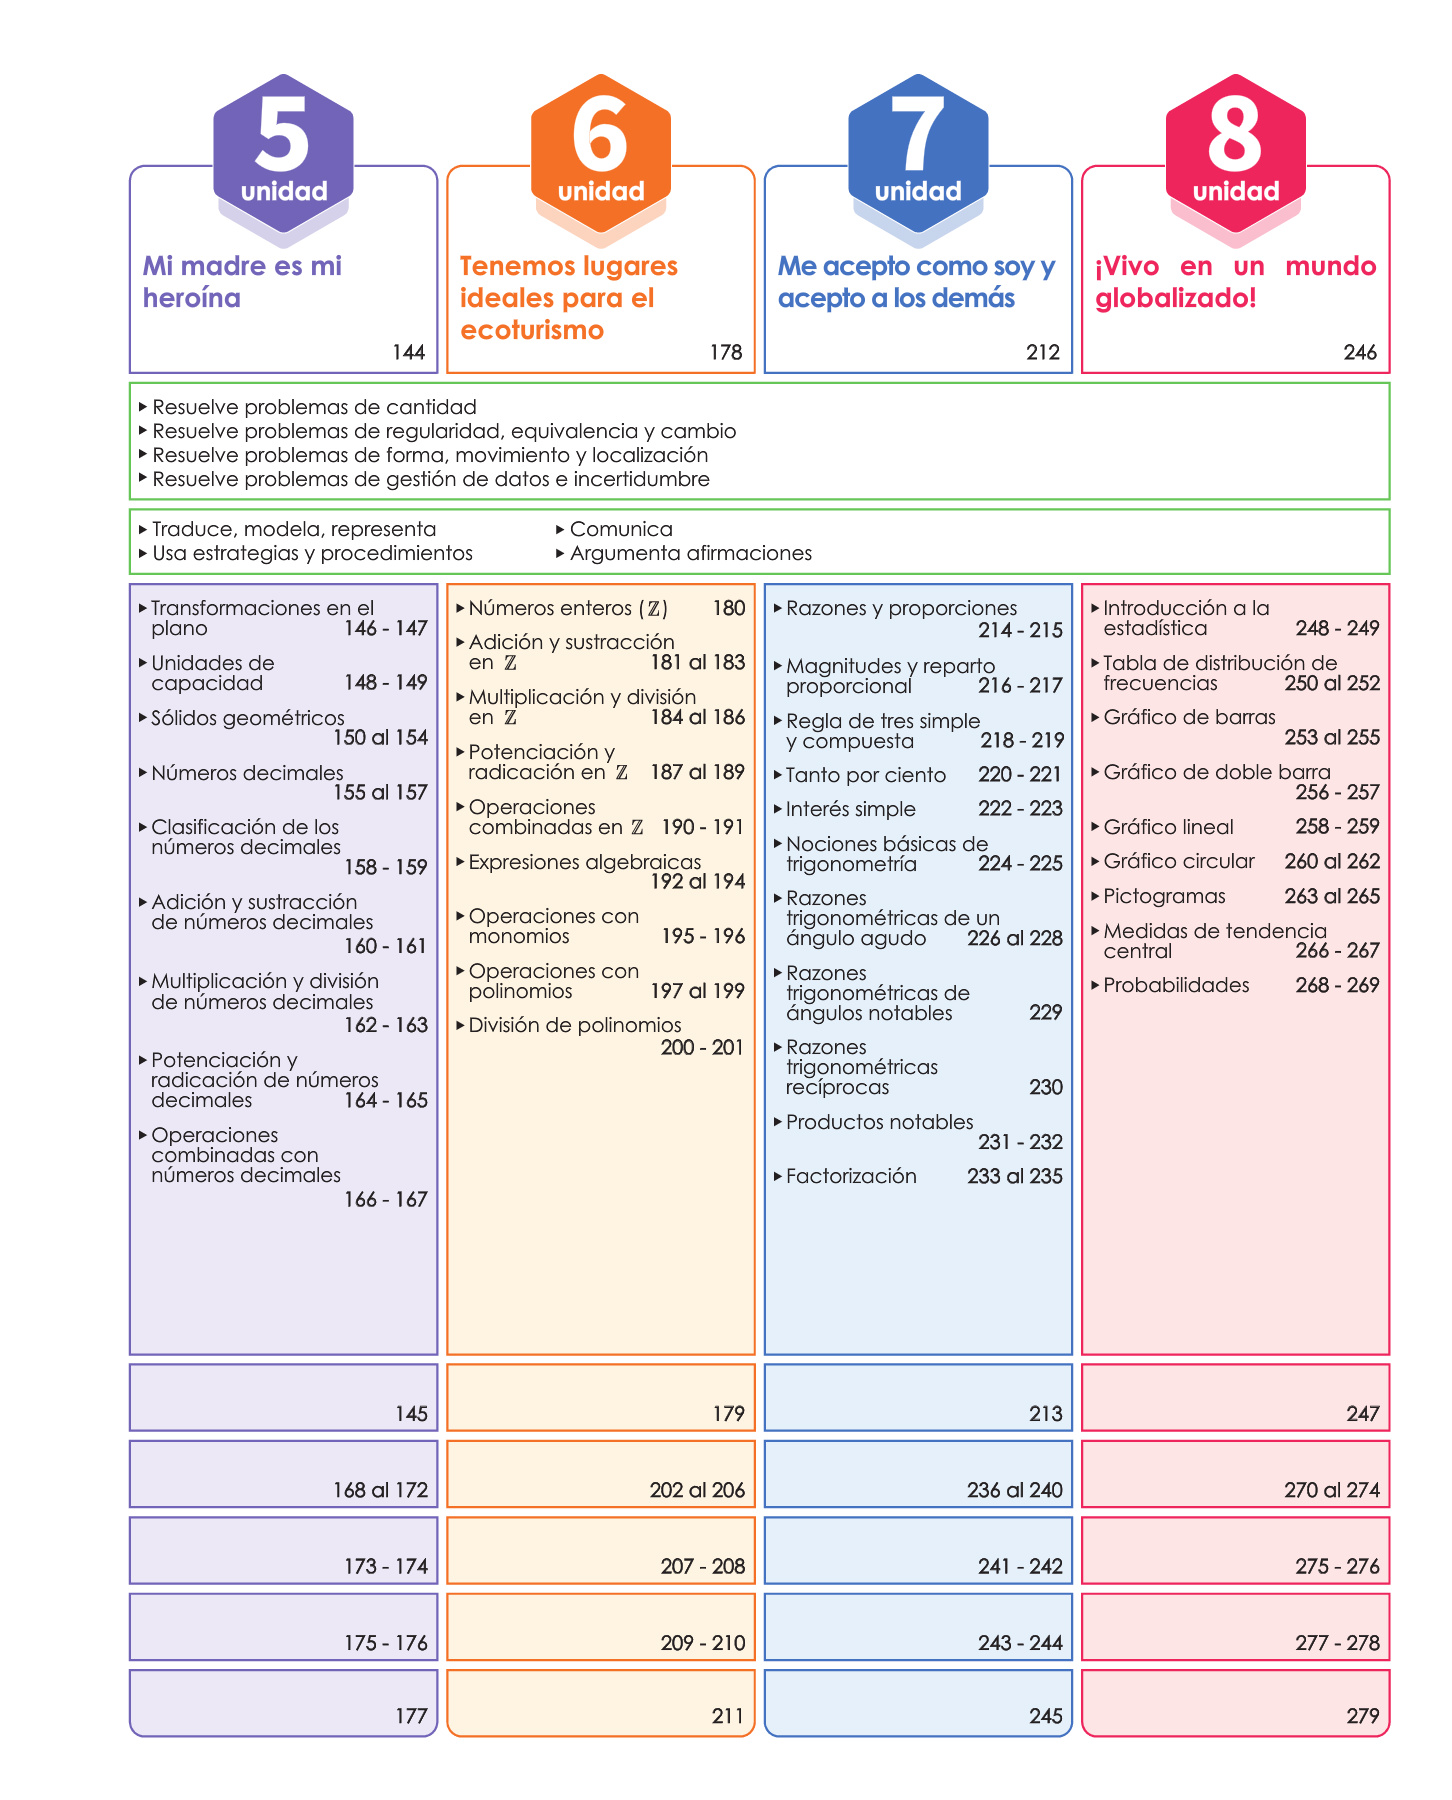 5
unidad
Mi madre es mi
heroína
144
6
unidad
Tenemos lugares
ideales para el
ecoturismo
178
7
unidad
Me acepto como soy y
acepto a los demás
212
8
unidad
¡Vivo en un mundo
globalizado!
246
Resuelve problemas de cantidad
Resuelve problemas de regularidad, equivalencia y cambio
Resuelve problemas de forma, movimiento y localización
Resuelve problemas de gestión de datos e incertidumbre
Traduce, modela, representa
Usa estrategias y procedimientos
Comunica
Argumenta afirmaciones
Transformaciones en el
plano 146 - 147
Unidades de
capacidad 148 - 149
Sólidos geométricos
150 al 154
Números decimales
155 al 157
Clasificación de los
números decimales
158 - 159
Adición y sustracción
de números decimales
160 - 161
Multiplicación y división
de números decimales
162 - 163
Potenciación y
radicación de números
decimales 164 - 165
Operaciones
combinadas con
números decimales
166 - 167
Números enteros (ℤ) 180
Adición y sustracción
en ℤ 181 al 183
Multiplicación y división
en ℤ 184 al 186
Potenciación y
radicación en ℤ 187 al 189
Operaciones
combinadas en ℤ 190 - 191
Expresiones algebraicas
192 al 194
Operaciones con
monomios 195 - 196
Operaciones con
polinomios 197 al 199
División de polinomios
200 - 201
Razones y proporciones
214 - 215
Magnitudes y reparto
proporcional 216 - 217
Regla de tres simple
y compuesta 218 - 219
Tanto por ciento 220 - 221
Interés simple 222 - 223
Nociones básicas de
trigonometría 224 - 225
Razones
trigonométricas de un
ángulo agudo 226 al 228
Razones
trigonométricas de
ángulos notables 229
Razones
trigonométricas
recíprocas 230
Productos notables
231 - 232
Factorización 233 al 235
Introducción a la
estadística 248 - 249
Tabla de distribución de
frecuencias 250 al 252
Gráfico de barras
253 al 255
Gráfico de doble barra
256 - 257
Gráfico lineal 258 - 259
Gráfico circular 260 al 262
Pictogramas 263 al 265
Medidas de tendencia
central 266 - 267
Probabilidades 268 - 269
145 179 213 247
168 al 172 202 al 206 236 al 240 270 al 274
173 - 174 207 - 208 241 - 242 275 - 276
175 - 176 209 - 210 243 - 244 277 - 278
177 211 245 279